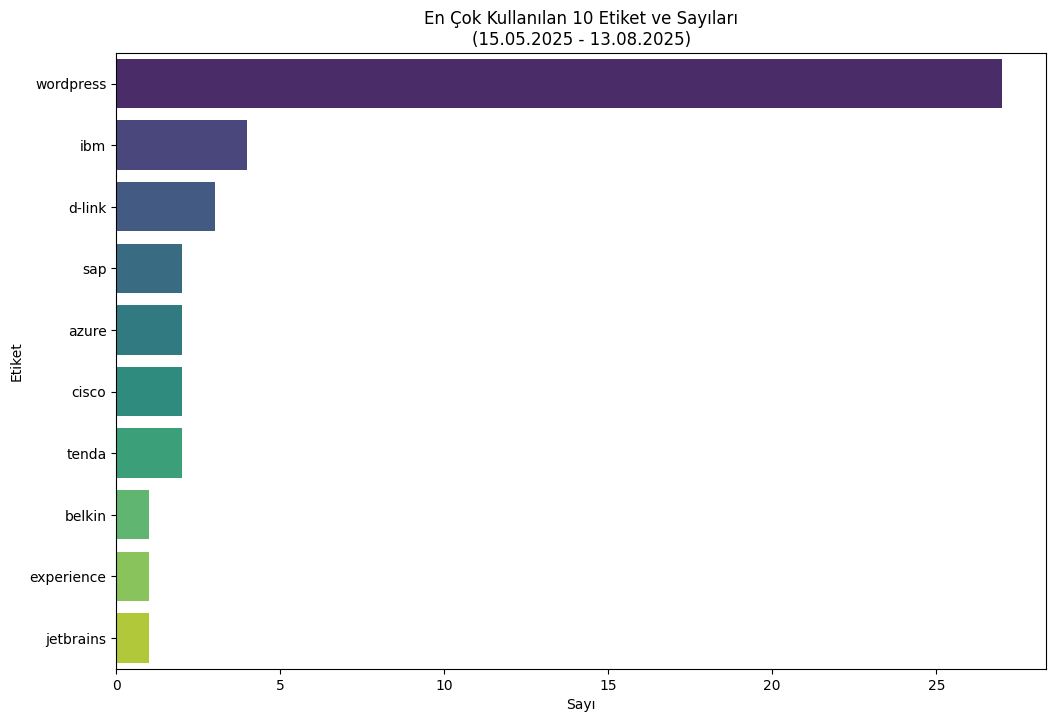 En Çok Kullanılan 10 Etiket ve Sayıları
(15.05.2025 - 13.08.2025)
wordpress
ibm
d-link
sap
azure
cisco
tenda
belkin
experience
jetbrains
Etiket
0 5 10 15 20 25
Sayı